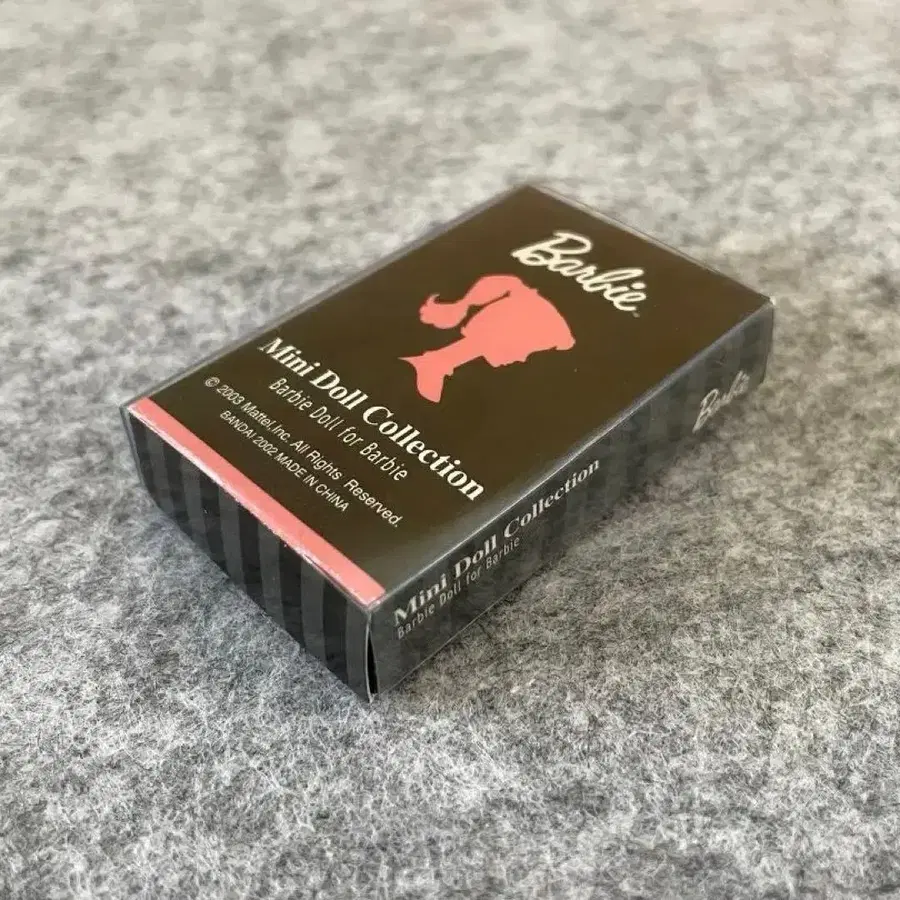 Barbie
Mini Doll Collection
Barbie Doll for Barbie
© 2003 Mattel,Inc. All Rights Reserved.
BANDAI 2002 MADE IN CHINA
Barbie
Mini Doll Collection
Barbie Doll for Barbie